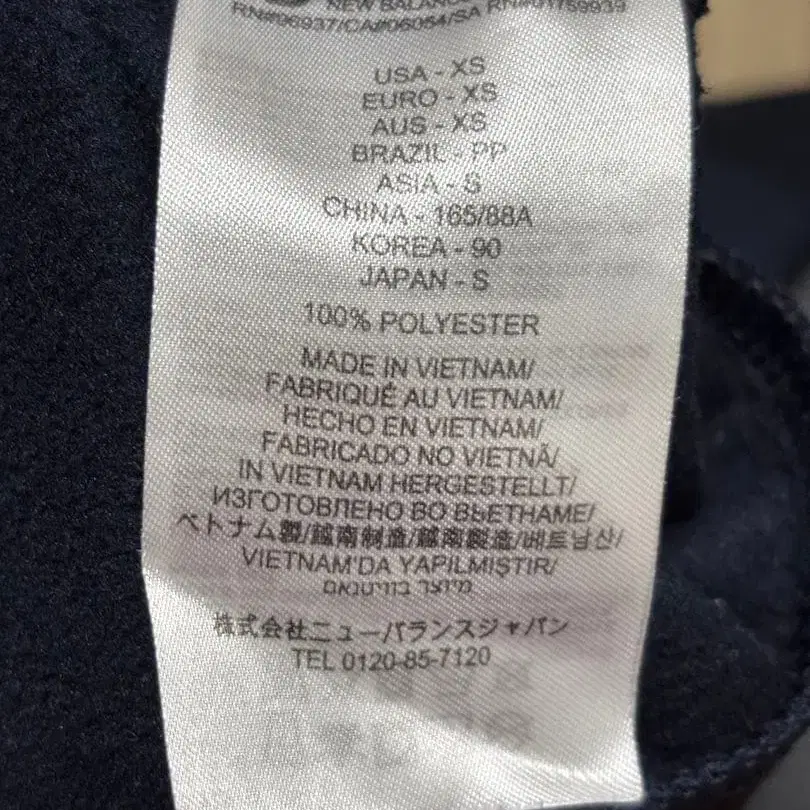 NEW BALANCE
RN#96937/CA#06054/SA RN#01759939
USA - XS
EURO - XS
AUS - XS
BRAZIL - PP
ASIA - S
CHINA - 165/88A
KOREA - 90
JAPAN - S
100% POLYESTER
MADE IN VIETNAM/
FABRIQUÉ AU VIETNAM/
HECHO EN VIETNAM/
FABRICADO NO VIETNÃ/
IN VIETNAM HERGESTELLT/
ИЗГОТОВЛЕНО ВО ВЬЕТНАМЕ/
ベトナム製/越南制造/越南製造/베트남산/
VIETNAM'DA YAPILMIŞTIR/
מיוצר בוויטנאם
株式会社ニューバランスジャパン
TEL 0120-85-7120